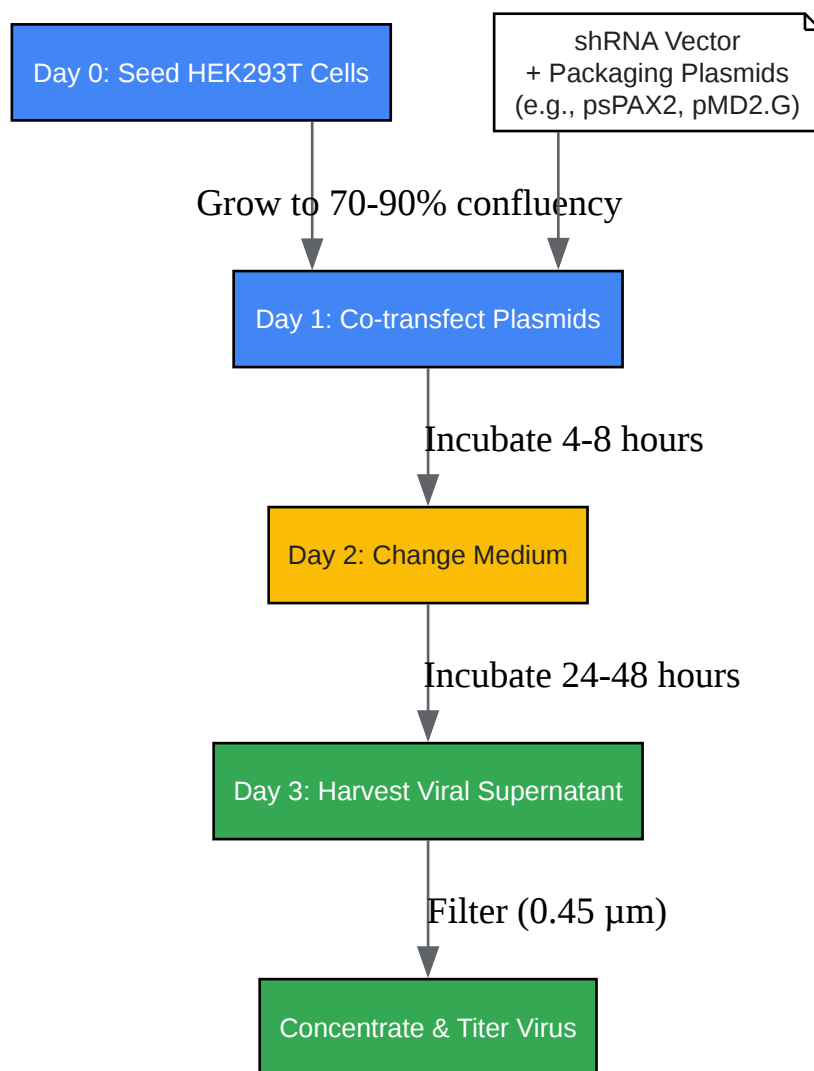 Day 0: Seed HEK293T Cells
shRNA Vector
+ Packaging Plasmids
(e.g., psPAX2, pMD2.G)
Grow to 70-90% confluency
Day 1: Co-transfect Plasmids
Incubate 4-8 hours
Day 2: Change Medium
Incubate 24-48 hours
Day 3: Harvest Viral Supernatant
Filter (0.45 µm)
Concentrate & Titer Virus